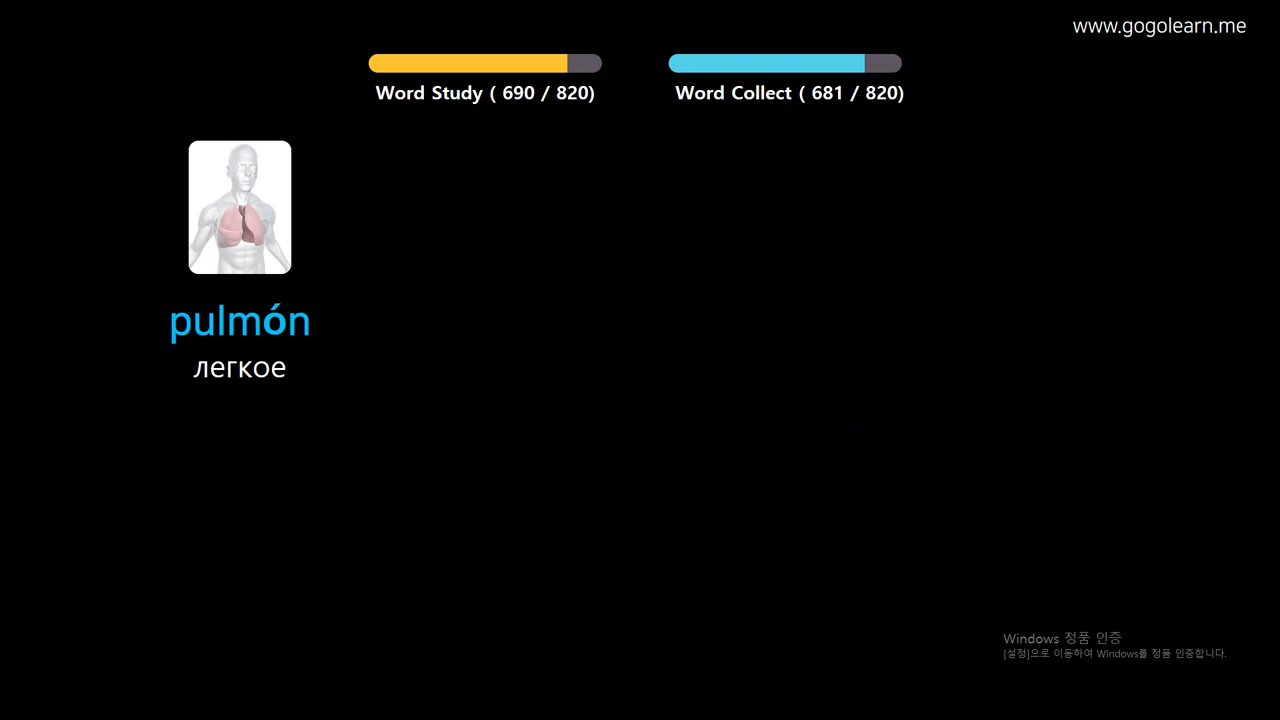 www.gogolearn.me
Word Study ( 690 / 820)
Word Collect ( 681 / 820)
pulmón
легкое
Windows 정품 인증
[설정]으로 이동하여 Windows를 정품 인증합니다.